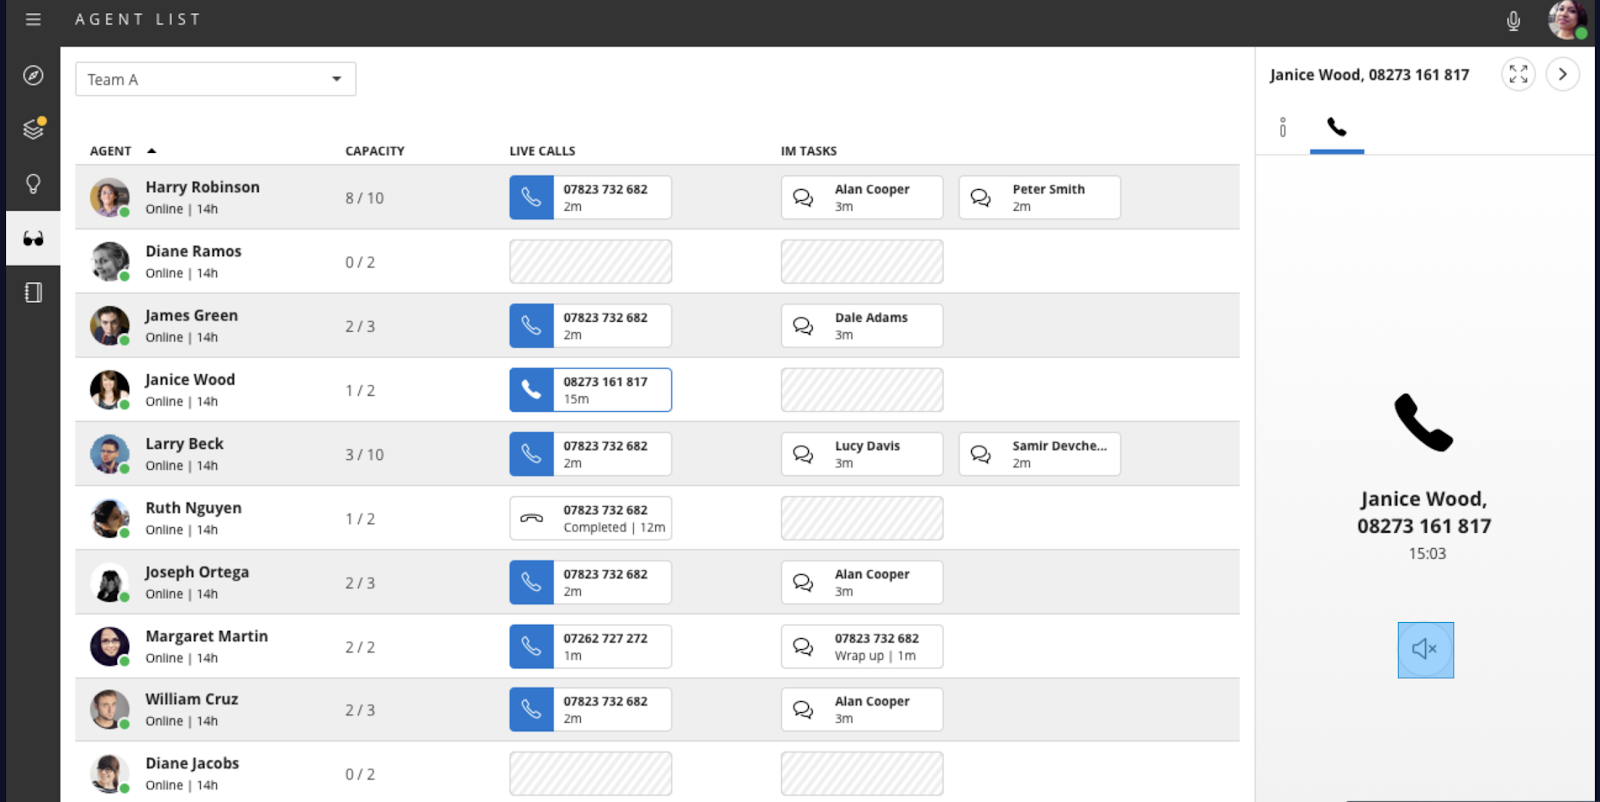 AGENT LIST
Team A
Janice Wood, 08273 161 817
AGENT CAPACITY LIVE CALLS IM TASKS
Harry Robinson
Online | 14h
8 / 10
07823 732 682
2m
Alan Cooper
3m
Peter Smith
2m
Diane Ramos
Online | 14h
0 / 2
James Green
Online | 14h
2 / 3
07823 732 682
2m
Dale Adams
3m
Janice Wood
Online | 14h
1 / 2
08273 161 817
15m
Larry Beck
Online | 14h
3 / 10
07823 732 682
2m
Lucy Davis
3m
Samir Devche...
2m
Ruth Nguyen
Online | 14h
1 / 2
07823 732 682
Completed | 12m
Joseph Ortega
Online | 14h
2 / 3
07823 732 682
2m
Alan Cooper
3m
Margaret Martin
Online | 14h
2 / 2
07262 727 272
1m
07823 732 682
Wrap up | 1m
William Cruz
Online | 14h
2 / 3
07823 732 682
2m
Alan Cooper
3m
Diane Jacobs
Online | 14h
0 / 2
Janice Wood,
08273 161 817
15:03